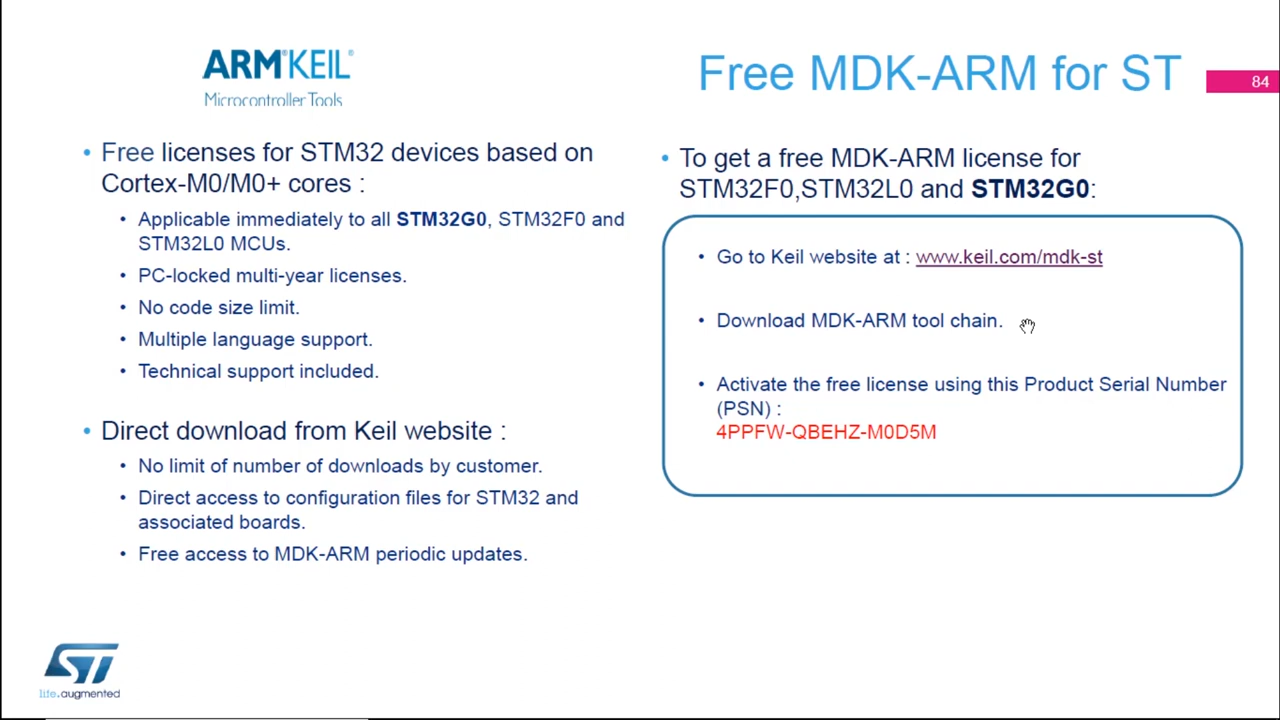 ARM®KEIL®
Microcontroller Tools
Free MDK-ARM for ST
84
• Free licenses for STM32 devices based on
Cortex-M0/M0+ cores :
• Applicable immediately to all STM32G0, STM32F0 and
STM32L0 MCUs.
• PC-locked multi-year licenses.
• No code size limit.
• Multiple language support.
• Technical support included.
• Direct download from Keil website :
• No limit of number of downloads by customer.
• Direct access to configuration files for STM32 and
associated boards.
• Free access to MDK-ARM periodic updates.
• To get a free MDK-ARM license for
STM32F0,STM32L0 and STM32G0:
• Go to Keil website at : www.keil.com/mdk-st
• Download MDK-ARM tool chain.
• Activate the free license using this Product Serial Number
(PSN) :
4PPFW-QBEHZ-M0D5M
ST
life.augmented